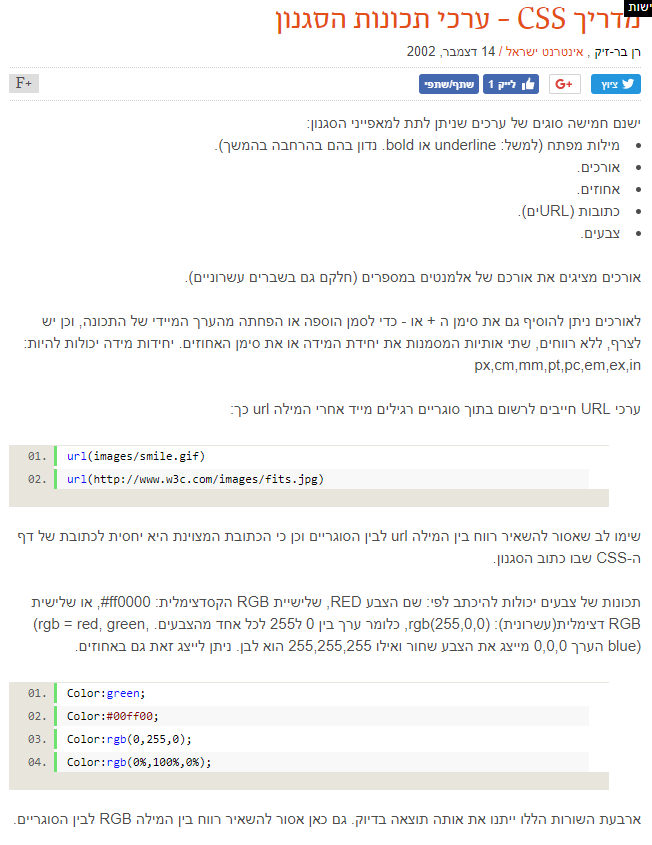 ישות
מדריך CSS - ערכי תכונות הסגנון
רן בר-זיק , אינטרנט ישראל / 14 דצמבר, 2002
ציוץ G+ לייק 1 שתף/שתפי F+
ישנם חמישה סוגים של ערכים שניתן לתת למאפייני הסגנון:
• מילות מפתח (למשל: underline או bold. נדון בהם בהרחבה בהמשך).
• אורכים.
• אחוזים.
• כתובות (URLים).
• צבעים.
אורכים מציגים את אורכם של אלמנטים במספרים (חלקם גם בשברים עשרוניים).
לאורכים ניתן להוסיף גם את סימן ה + או - כדי לסמן הוספה או הפחתה מהערך המיידי של התכונה, וכן יש
לצרף, ללא רווחים, שתי אותיות המסמנות את יחידת המידה או את סימן האחוזים. יחידות מידה יכולות להיות:
px,cm,mm,pt,pc,em,ex,in
ערכי URL חייבים לרשום בתוך סוגריים רגילים מייד אחרי המילה url כך:
01. url(images/smile.gif)
02. url(http://www.w3c.com/images/fits.jpg)
שימו לב שאסור להשאיר רווח בין המילה url לבין הסוגריים וכן כי הכתובת המצוינת היא יחסית לכתובת של דף
ה-CSS שבו כתוב הסגנון.
תכונות של צבעים יכולות להיכתב לפי: שם הצבע RED, שלישיית RGB הקסדצימלית: ff0000#, או שלישית
RGB דצימלית(עשרונית): rgb(255,0,0), כלומר ערך בין 0 ל255 לכל אחד מהצבעים. (rgb = red, green,
blue) הערך 0,0,0 מייצג את הצבע שחור ואילו 255,255,255 הוא לבן. ניתן לייצג זאת גם באחוזים.
01. Color:green;
02. Color:#00ff00;
03. Color:rgb(0,255,0);
04. Color:rgb(0%,100%,0%);
ארבעת השורות הללו ייתנו את אותה תוצאה בדיוק. גם כאן אסור להשאיר רווח בין המילה RGB לבין הסוגריים.